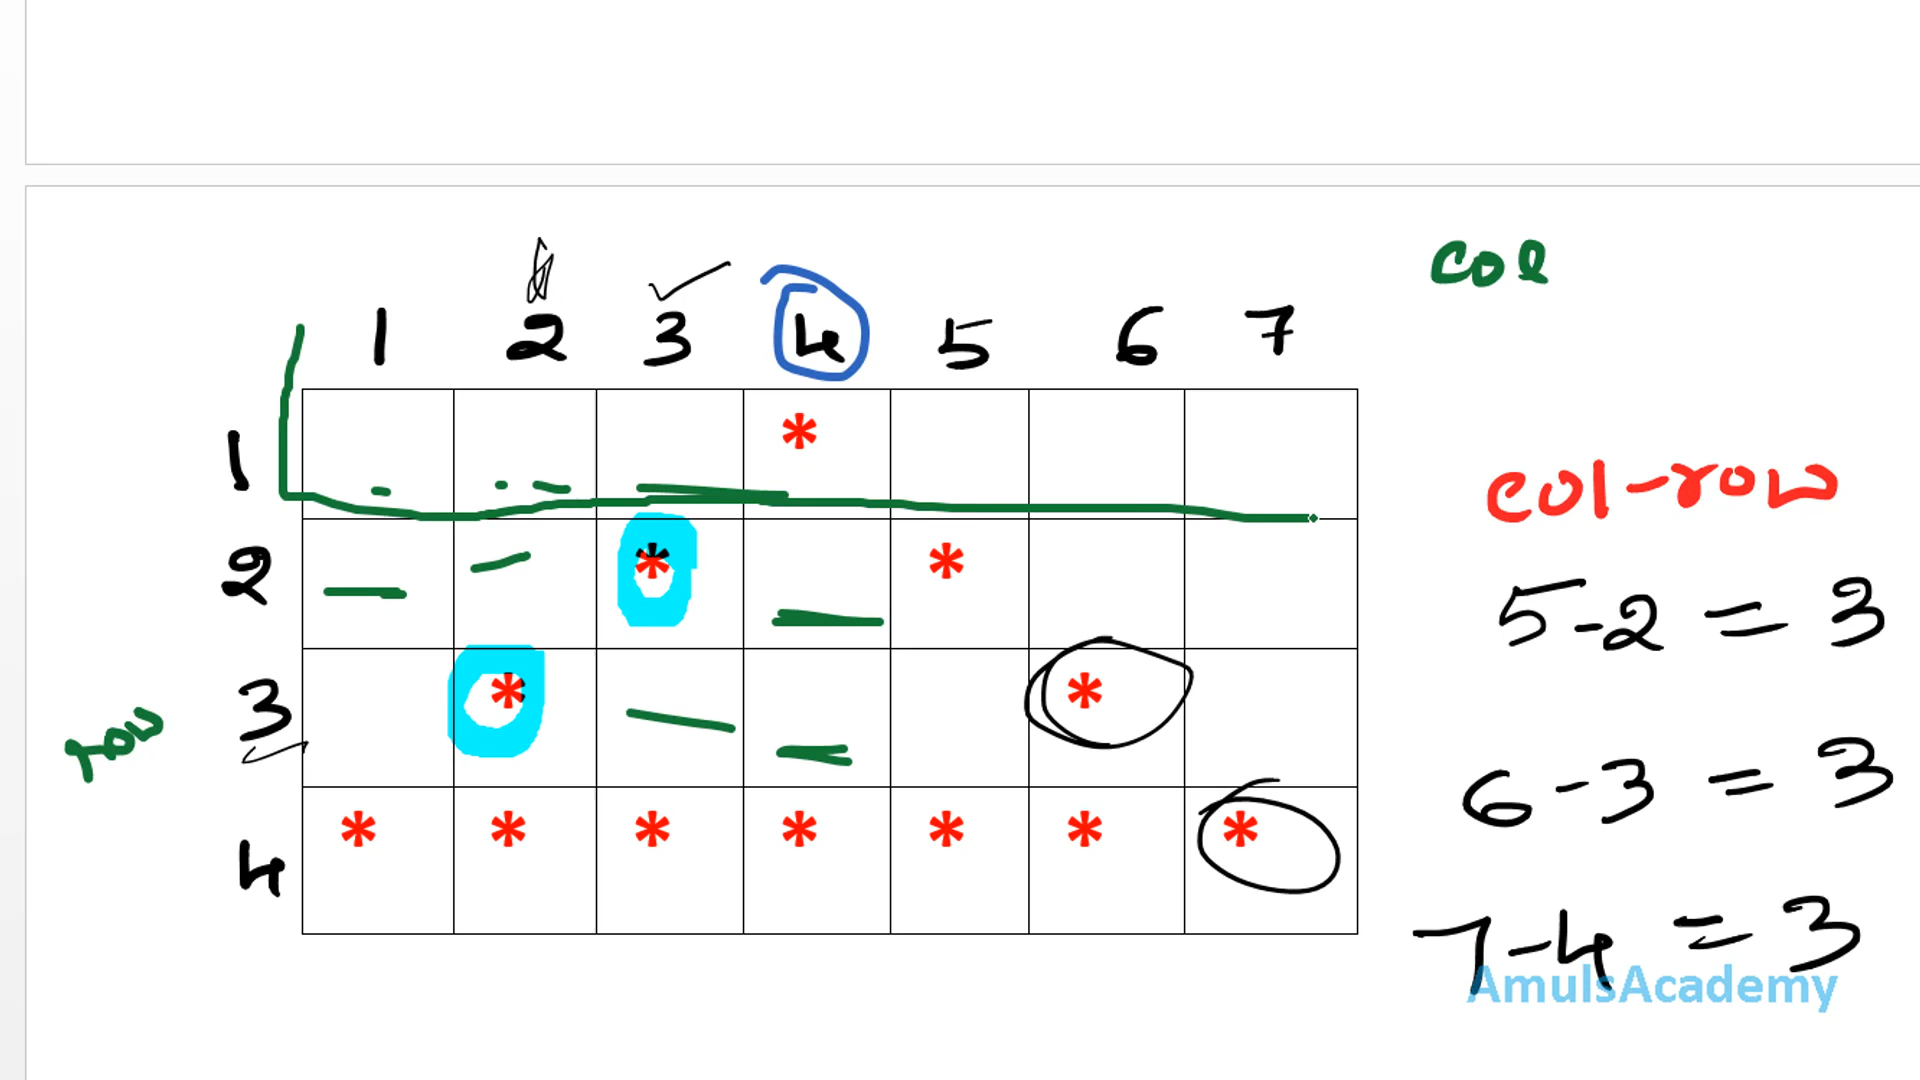 col
1 2 3 4 5 6 7
1 *
col-row
2 * *
5-2 = 3
row 3 * *
6-3 = 3
4 * * * * * * *
7-4 = 3
AmulsAcademy